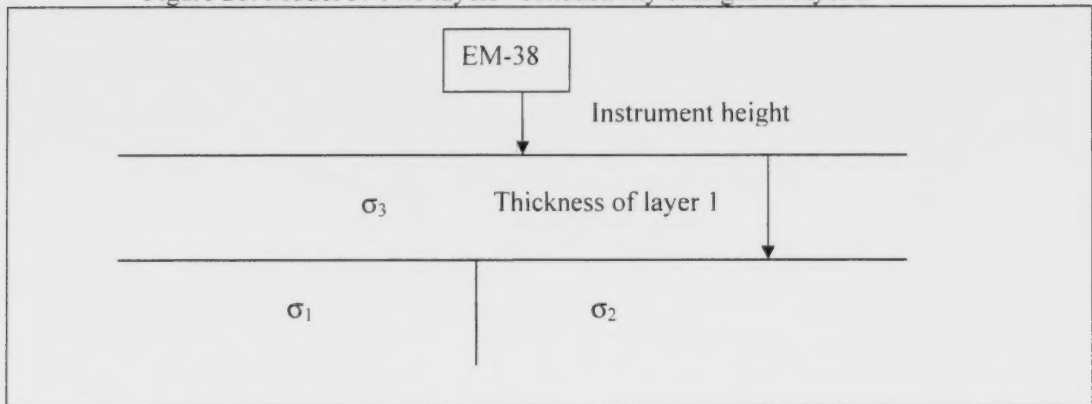 EM-38
Instrument height
σ₃ Thickness of layer 1
σ₁ σ₂